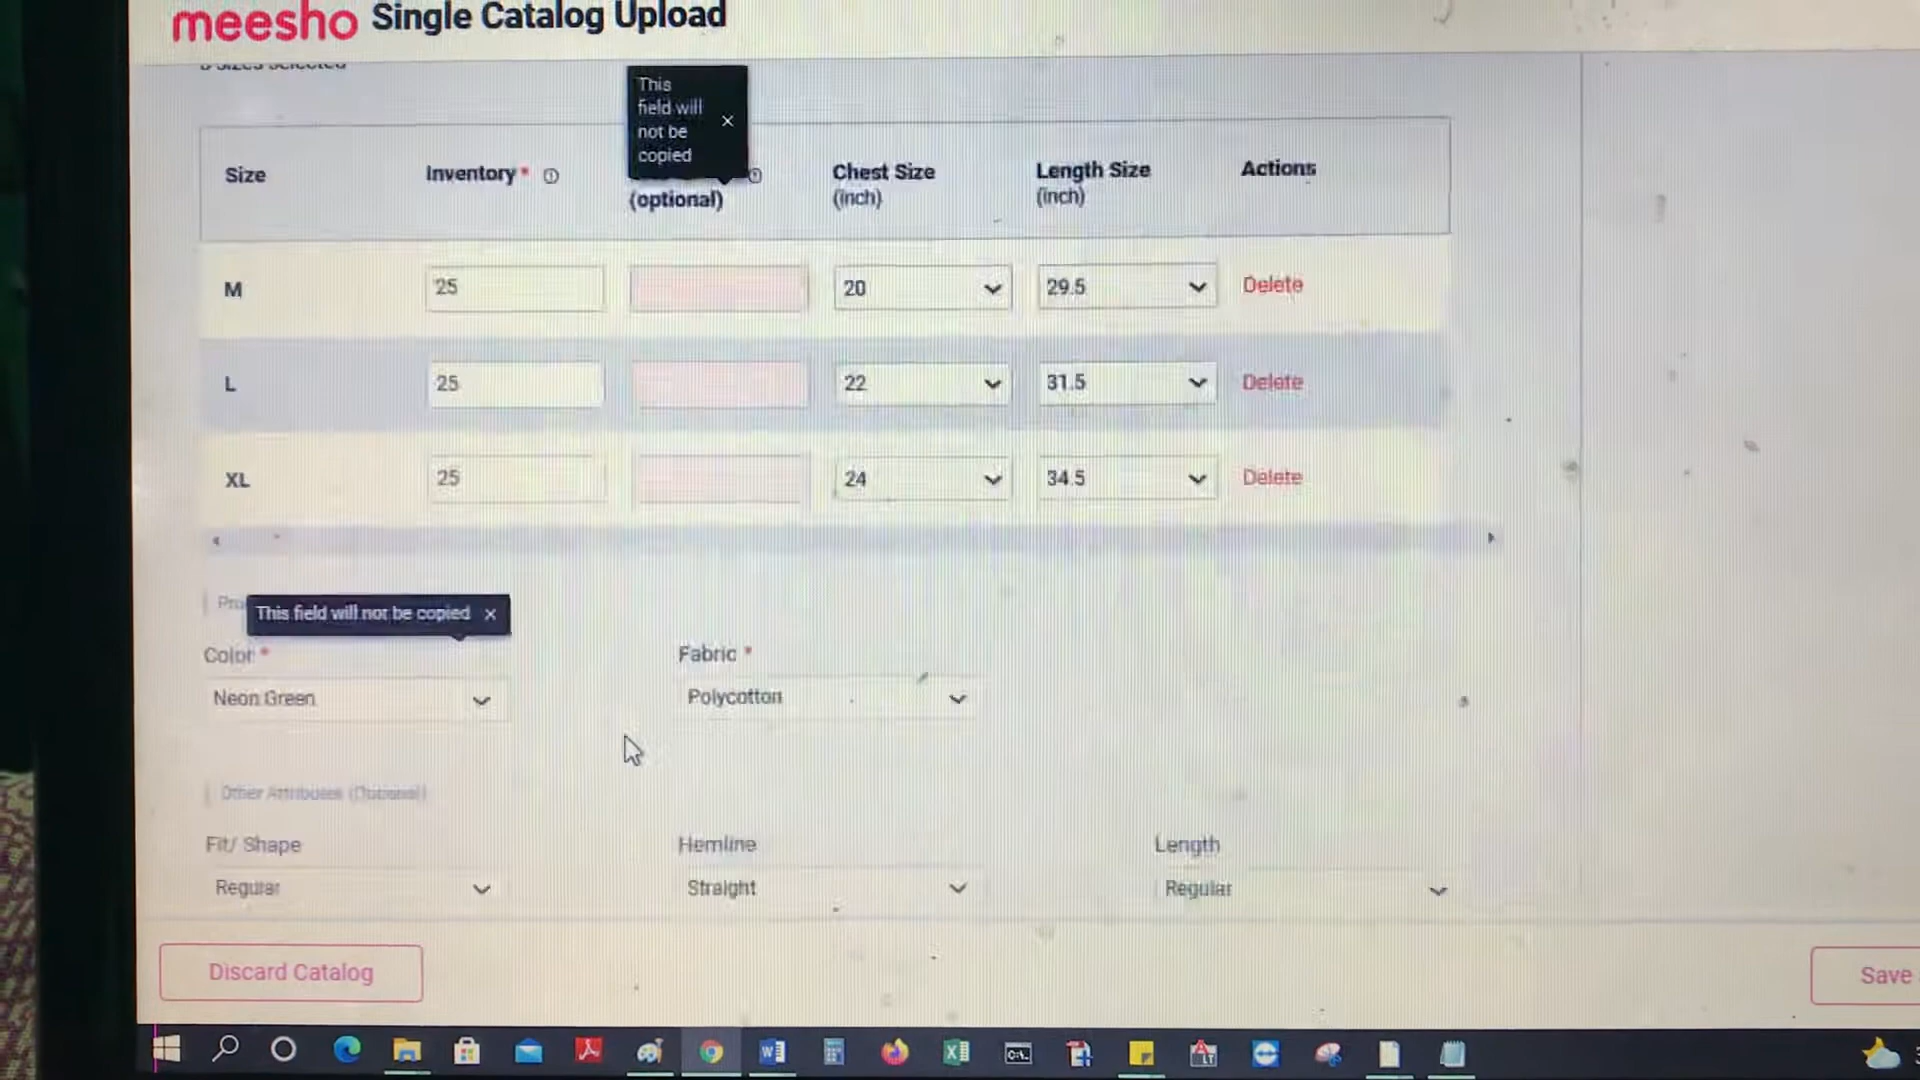 meesho Single Catalog Upload
This
field will
not be
copied
Size Inventory * (optional) Chest Size (inch) Length Size (inch) Actions
M 25 20 29.5 Delete
L 25 22 31.5 Delete
XL 25 24 34.5 Delete
This field will not be copied
Color * Fabric *
Neon Green Polycotton
Other Attributes (Optional)
Fit/ Shape Hemline Length
Regular Straight Regular
Discard Catalog Save